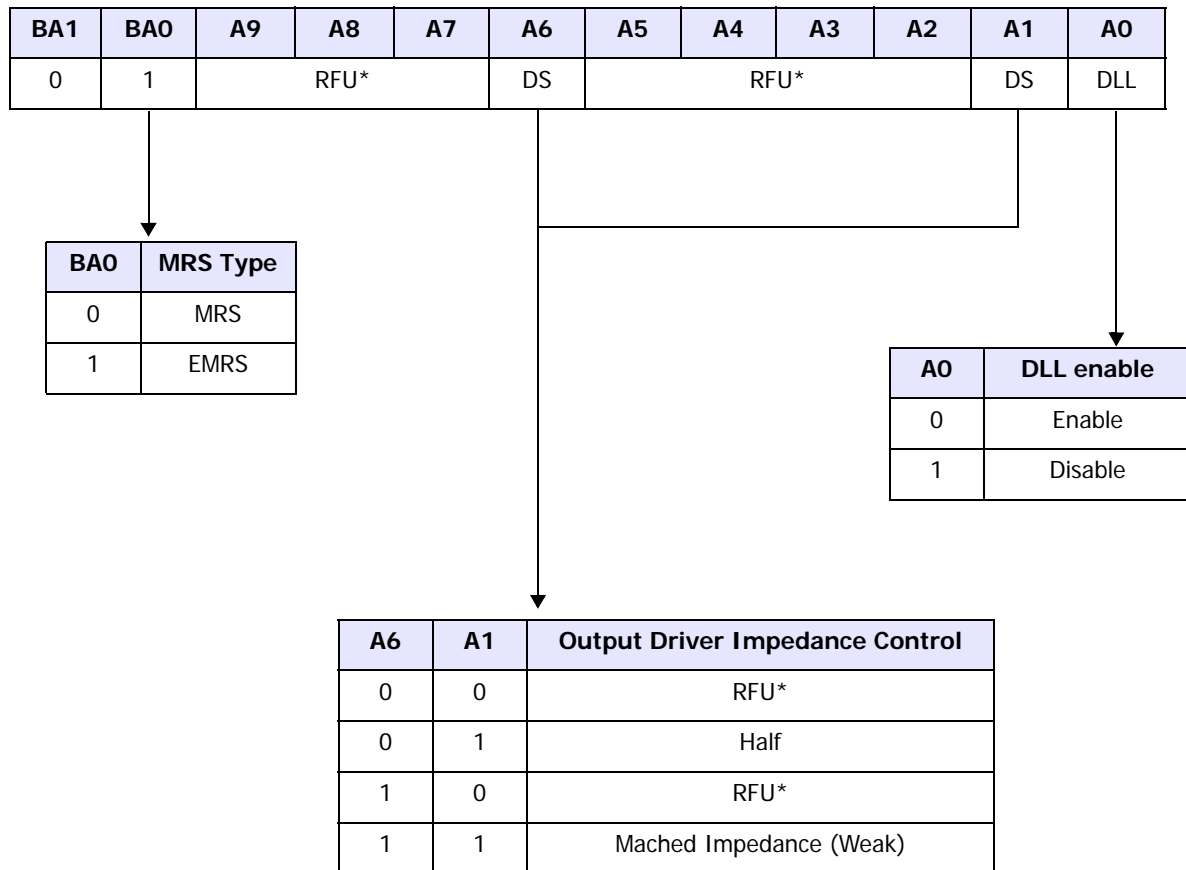 BA1 BA0 A9 A8 A7 A6 A5 A4 A3 A2 A1 A0
0 1 RFU* DS RFU* DS DLL
BA0 MRS Type
0 MRS
1 EMRS
A0 DLL enable
0 Enable
1 Disable
A6 A1 Output Driver Impedance Control
0 0 RFU*
0 1 Half
1 0 RFU*
1 1 Mached Impedance (Weak)